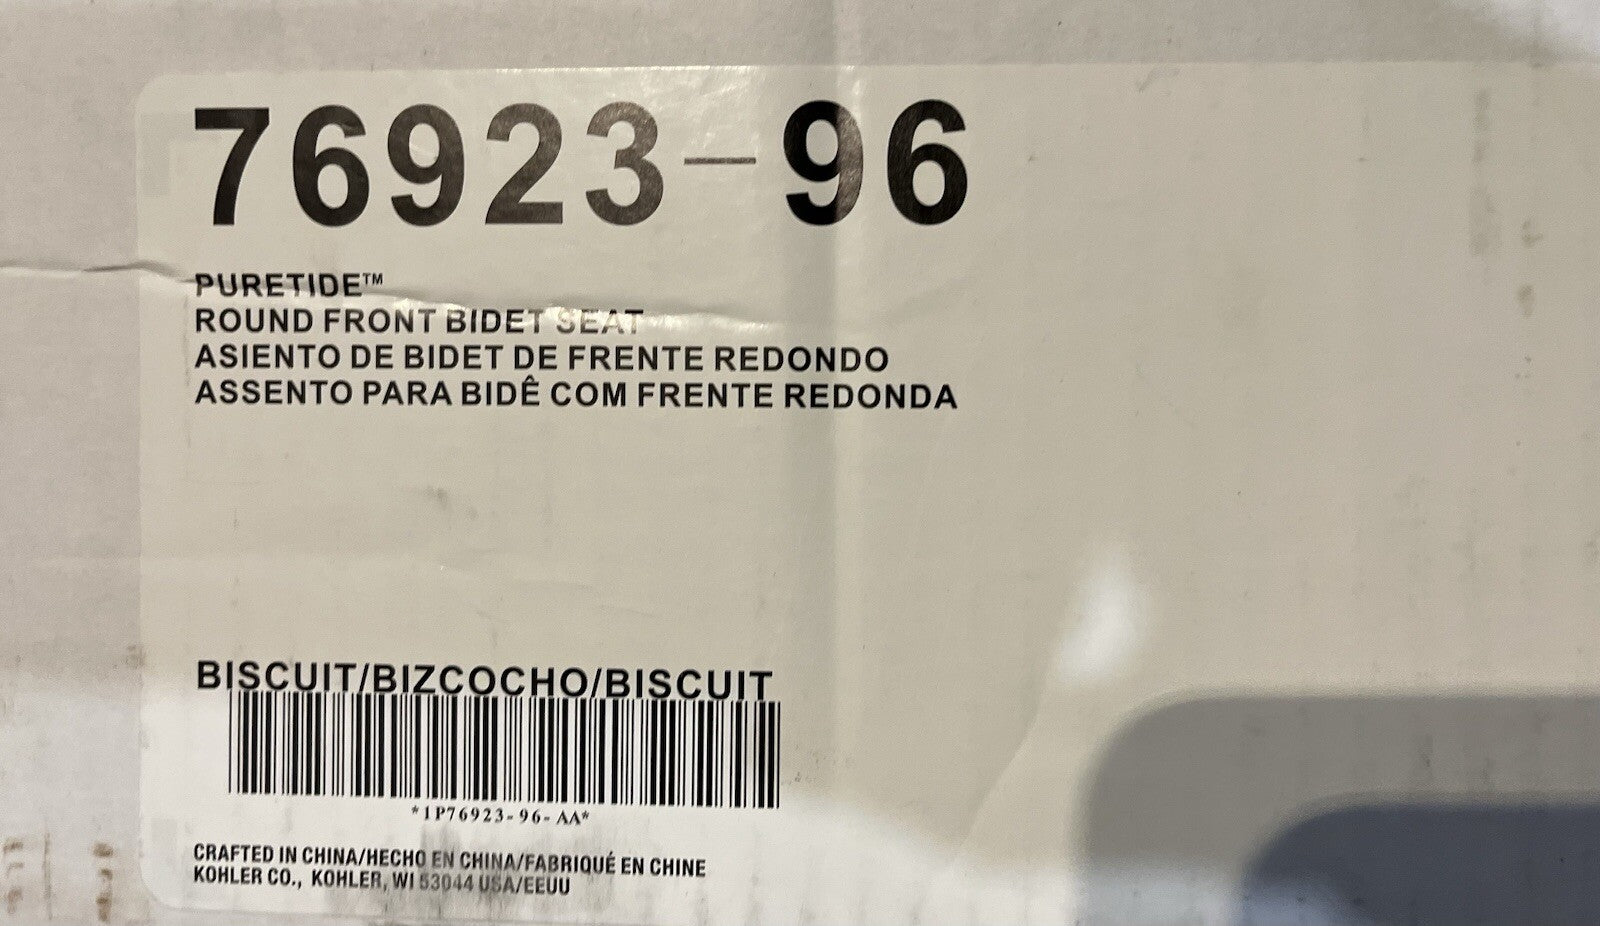 76923-96
PURETIDE™
ROUND FRONT BIDET SEAT
ASIENTO DE BIDET DE FRENTE REDONDO
ASSENTO PARA BIDÊ COM FRENTE REDONDA
BISCUIT/BIZCOCHO/BISCUIT
*1P76923-96-AA*
CRAFTED IN CHINA/HECHO EN CHINA/FABRIQUÉ EN CHINE
KOHLER CO., KOHLER, WI 53044 USA/EEUU